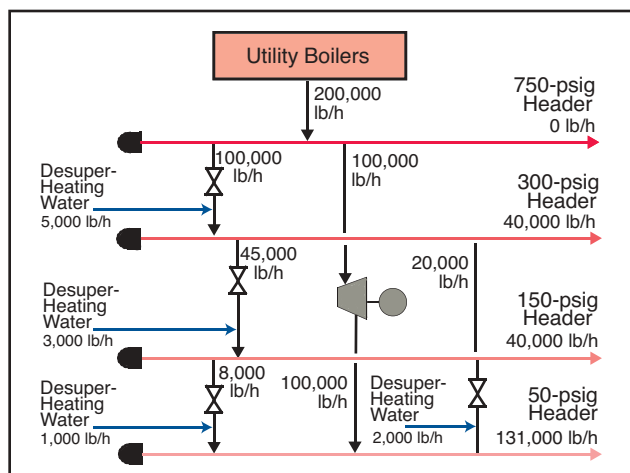 Utility Boilers
200,000
lb/h
750-psig
Header
0 lb/h
100,000
lb/h
100,000
lb/h
Desuper-
Heating
Water
5,000 lb/h
300-psig
Header
40,000 lb/h
45,000
lb/h
20,000
lb/h
Desuper-
Heating
Water
3,000 lb/h
150-psig
Header
40,000 lb/h
8,000
lb/h
100,000
lb/h
Desuper-
Heating
Water
2,000 lb/h
Desuper-
Heating
Water
1,000 lb/h
50-psig
Header
131,000 lb/h